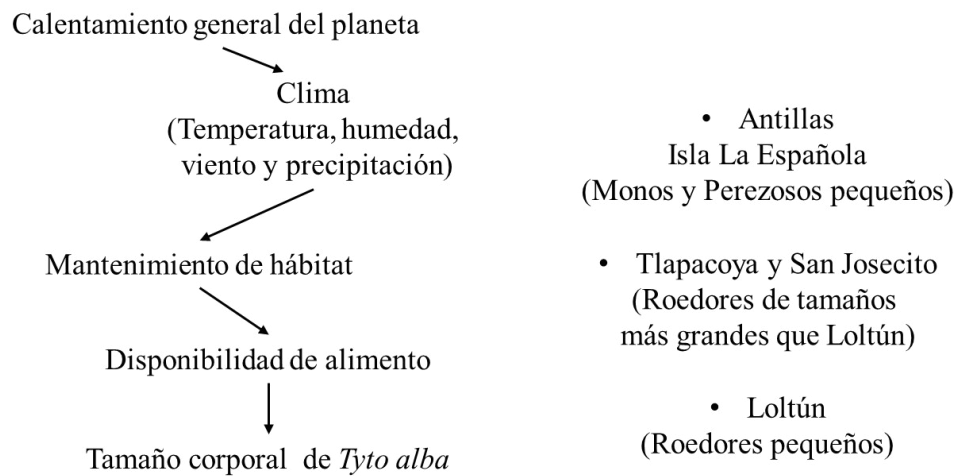 Calentamiento general del planeta
Clima
(Temperatura, humedad,
viento y precipitación)
Mantenimiento de hábitat
Disponibilidad de alimento
Tamaño corporal de Tyto alba
• Antillas
Isla La Española
(Monos y Perezosos pequeños)
• Tlapacoya y San Josecito
(Roedores de tamaños
más grandes que Loltún)
• Loltún
(Roedores pequeños)